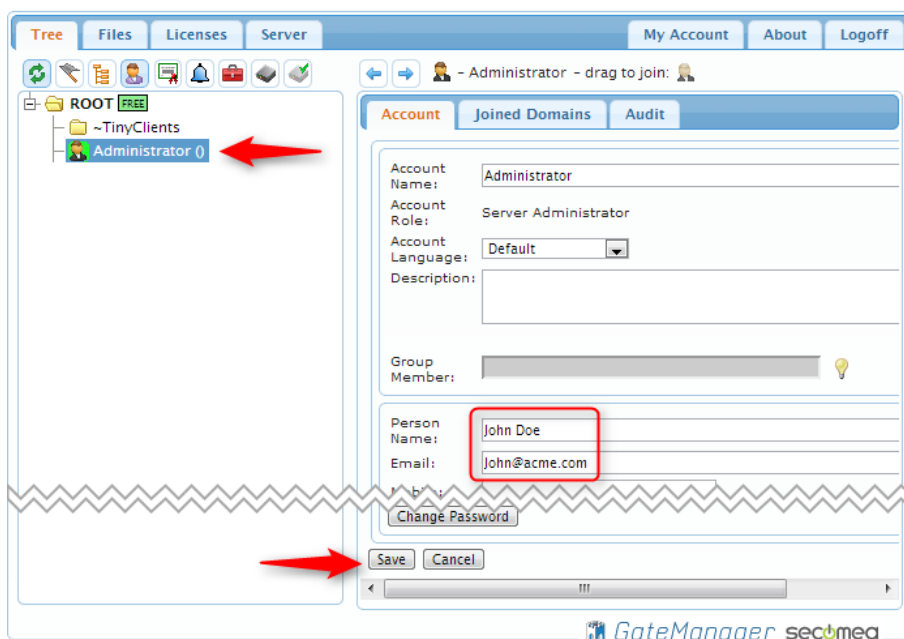 Tree Files Licenses Server My Account About Logoff
- Administrator - drag to join:
ROOT FREE
~TinyClients
Administrator ()
Account Joined Domains Audit
Account
Name:
Administrator
Account
Role:
Server Administrator
Account
Language:
Default
Description:
Group
Member:
Person
Name:
John Doe
Email:
John@acme.com
Change Password
Save Cancel
GateManager secomea